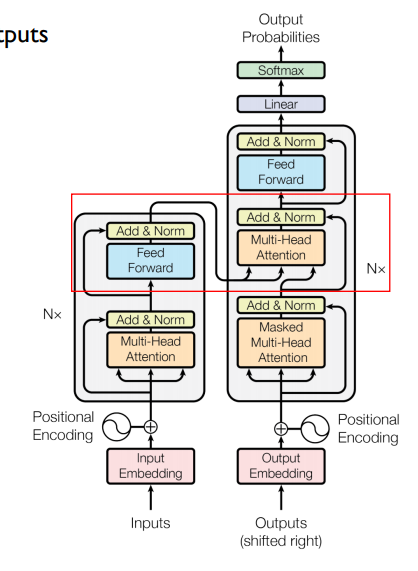 tputs
Output
Probabilities
Softmax
Linear
Add & Norm
Feed
Forward
Add & Norm
Multi-Head
Attention
Add & Norm
Masked
Multi-Head
Attention
N×
Add & Norm
Feed
Forward
N×
Add & Norm
Multi-Head
Attention
Positional
Encoding
Positional
Encoding
Input
Embedding
Output
Embedding
Inputs
Outputs
(shifted right)